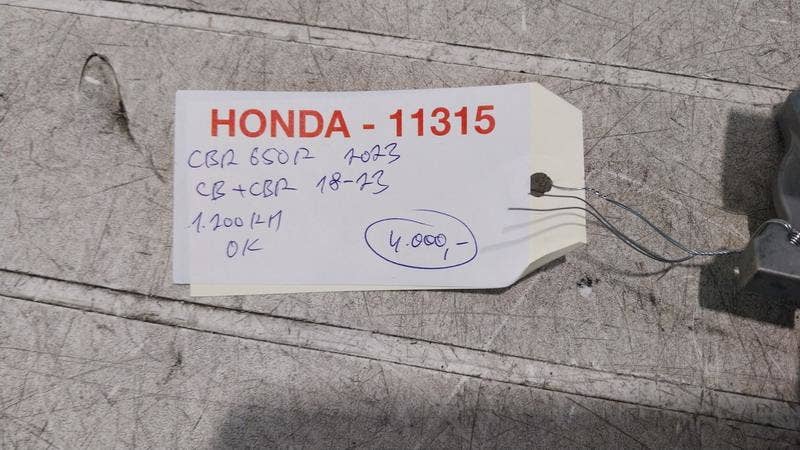 HONDA - 11315
CBR 650R 2023
CB + CBR 18-23
1.200 KM
OK
4.000,-